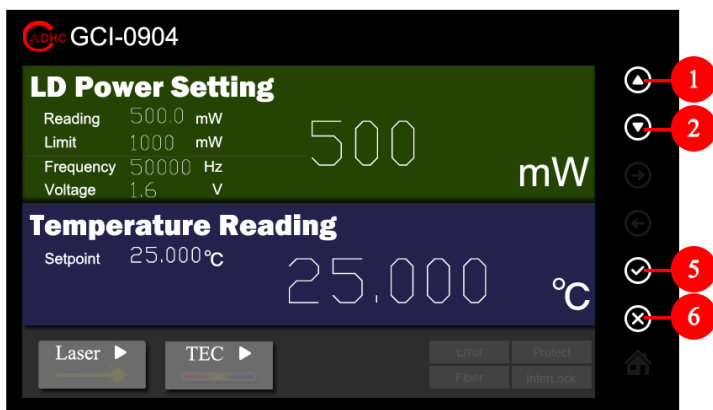 ADHC GCI-0904
LD Power Setting
Reading 500.0 mW
Limit 1000 mW
Frequency 50000 Hz
Voltage 1.6 V
500 mW
Temperature Reading
Setpoint 25.000°C
25.000 °C
Laser
TEC
Error Protect
Fiber InterLock
1
2
5
6